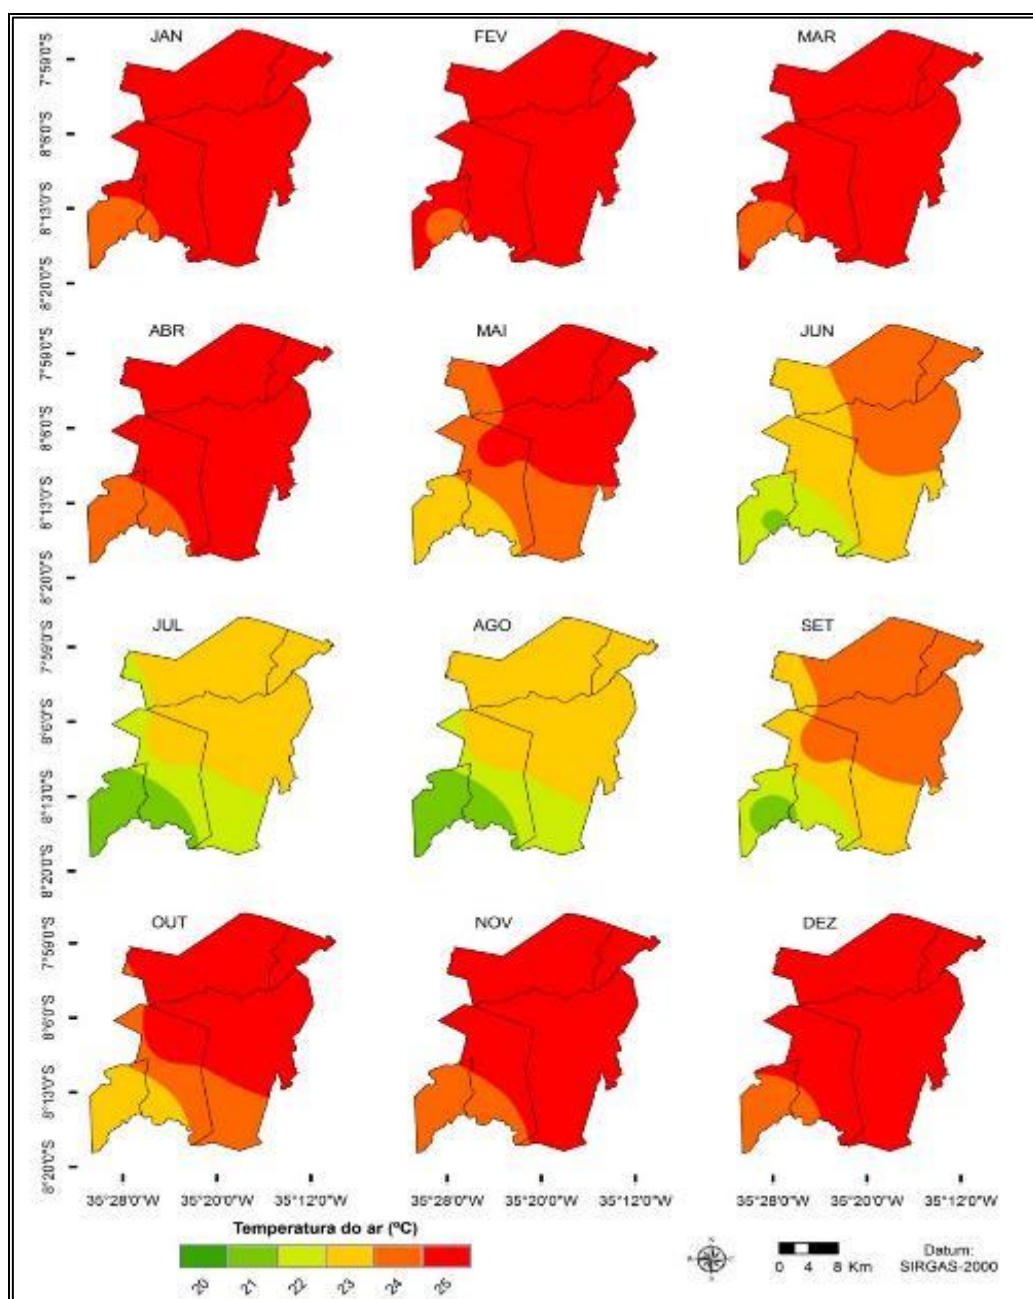 JAN FEV MAR
7°59'0"S
8°6'0"S
8°13'0"S
8°20'0"S
ABR MAI JUN
7°59'0"S
8°6'0"S
8°13'0"S
8°20'0"S
JUL AGO SET
7°59'0"S
8°6'0"S
8°13'0"S
8°20'0"S
OUT NOV DEZ
7°59'0"S
8°6'0"S
8°13'0"S
8°20'0"S
35°28'0"W 35°20'0"W 35°12'0"W 35°28'0"W 35°20'0"W 35°12'0"W 35°28'0"W 35°20'0"W 35°12'0"W
Temperatura do ar (ºC)
20 21 22 23 24 25
N
0 4 8 Km
Datum:
SIRGAS-2000